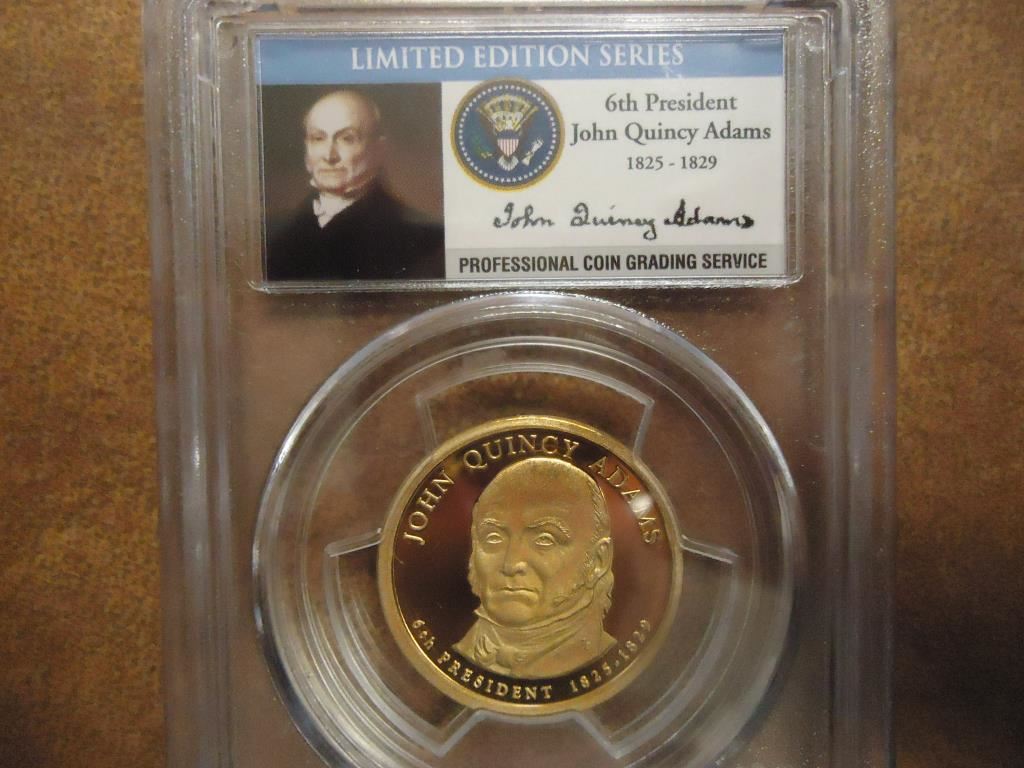 LIMITED EDITION SERIES
6th President
John Quincy Adams
1825 - 1829
John Quincy Adams
PROFESSIONAL COIN GRADING SERVICE
JOHN QUINCY ADAMS
6th PRESIDENT 1825-1829